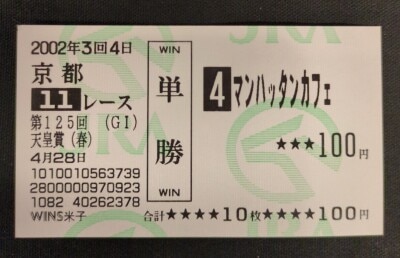 2002年3回4日
京都
11レース
第125回 (GI)
天皇賞(春)
4月28日
1010010563739
2800000970923
1082 40262378
WINS米子
WIN
単勝
WIN
4 マンハッタンカフェ
★★★100円
合計★★★★10枚★★★★100円
JRA
JRA
JRA